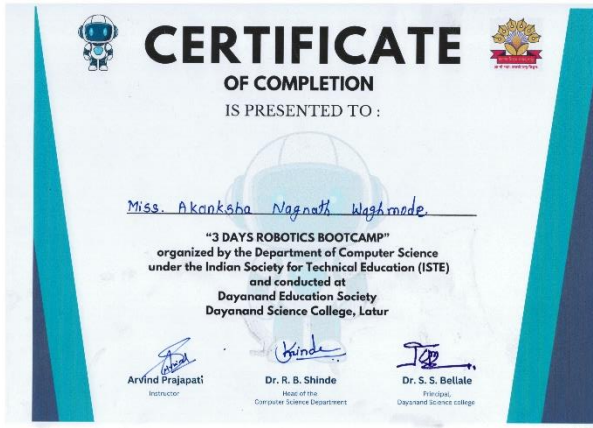 CERTIFICATE
OF COMPLETION
IS PRESENTED TO :
Miss. Akanksha Nagnath Waghmode.
“3 DAYS ROBOTICS BOOTCAMP”
organized by the Department of Computer Science
under the Indian Society for Technical Education (ISTE)
and conducted at
Dayanand Education Society
Dayanand Science College, Latur
Shinde
Arvind Prajapati
Instructor
Dr. R. B. Shinde
Head of the
Computer Science Department
Dr. S. S. Bellale
Principal,
Dayanand Science college